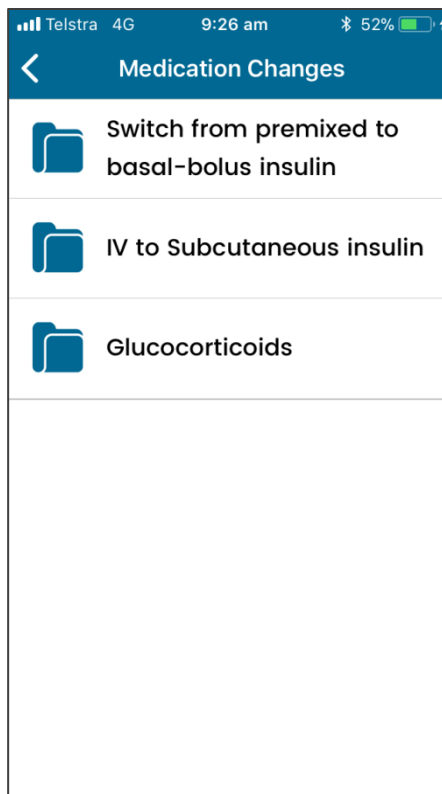 Telstra 4G 9:26 am 52%
Medication Changes
Switch from premixed to
basal-bolus insulin
IV to Subcutaneous insulin
Glucocorticoids